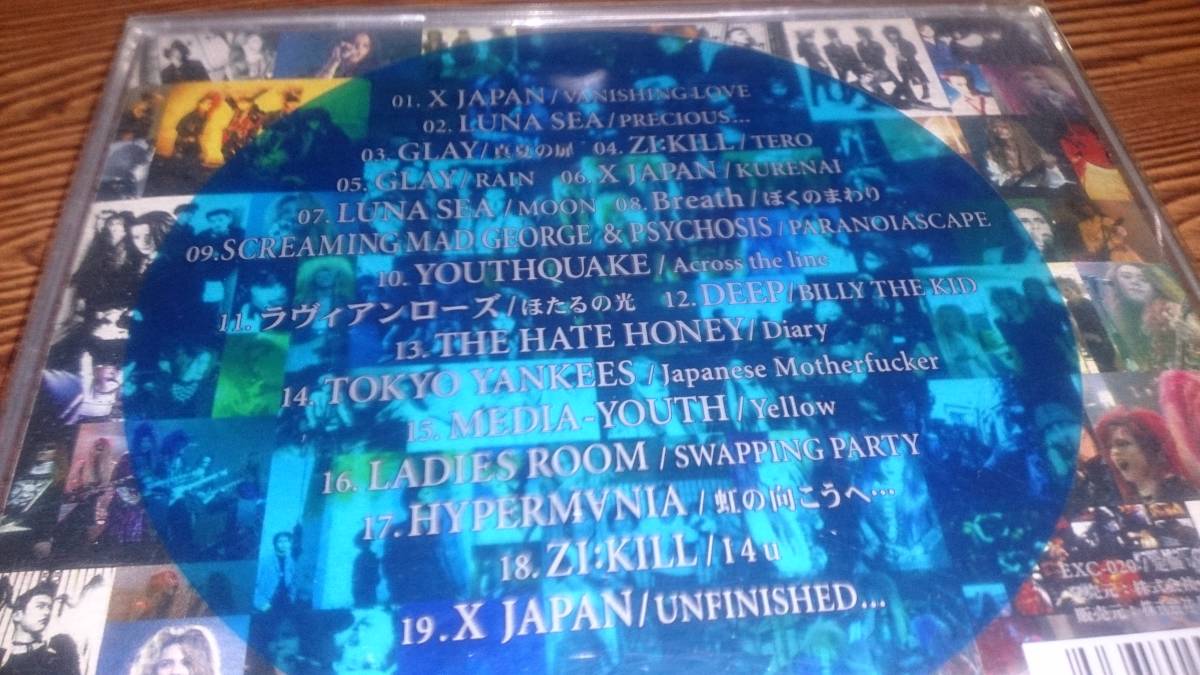 01. X JAPAN / VANISHING LOVE
02. LUNA SEA / PRECIOUS...
03. GLAY / 真夏の扉 04. ZI:KILL / TERO
05. GLAY / RAIN 06. X JAPAN / KURENAI
07. LUNA SEA / MOON 08. Breath / ぼくのまわり
09. SCREAMING MAD GEORGE & PSYCHOSIS / PARANOIASCAPE
10. YOUTHQUAKE / Across the line
11. ラヴィアンローズ / ほたるの光 12. DEEP / BILLY THE KID
13. THE HATE HONEY / Diary
14. TOKYO YANKEES / Japanese Motherfucker
15. MEDIA-YOUTH / Yellow
16. LADIES ROOM / SWAPPING PARTY
17. HYPERMVNIA / 虹の向こうへ…
18. ZI:KILL / I 4 u
19. X JAPAN / UNFINISHED...
EXC-020